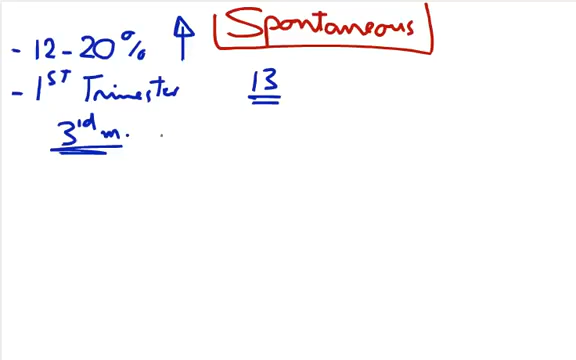 Spontaneous
- 12-20% ↑
- 1ST Trimester 13
3rd m.